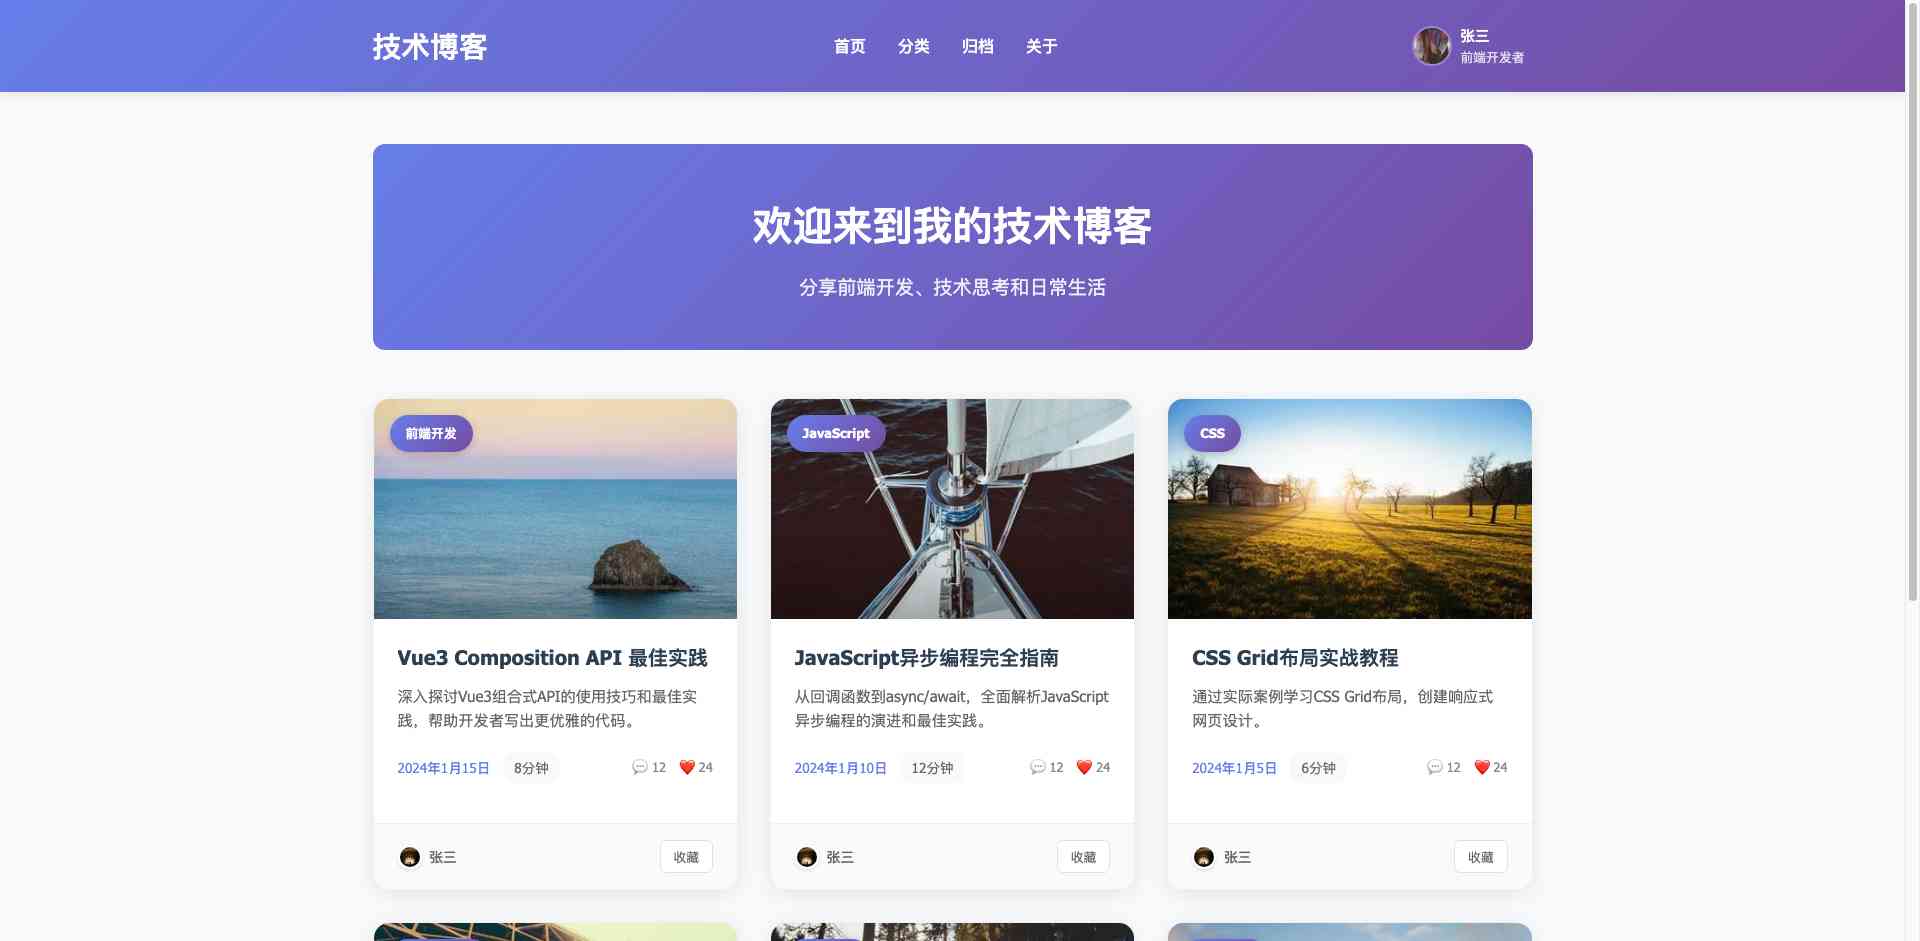 技术博客
首页
分类
归档
关于
张三
前端开发者
欢迎来到我的技术博客
分享前端开发、技术思考和日常生活
前端开发
Vue3 Composition API 最佳实践
深入探讨Vue3组合式API的使用技巧和最佳实
践，帮助开发者写出更优雅的代码。
2024年1月15日 8分钟 12 24
张三 收藏
JavaScript
JavaScript异步编程完全指南
从回调函数到async/await，全面解析JavaScript
异步编程的演进和最佳实践。
2024年1月10日 12分钟 12 24
张三 收藏
CSS
CSS Grid布局实战教程
通过实际案例学习CSS Grid布局，创建响应式
网页设计。
2024年1月5日 6分钟 12 24
张三 收藏